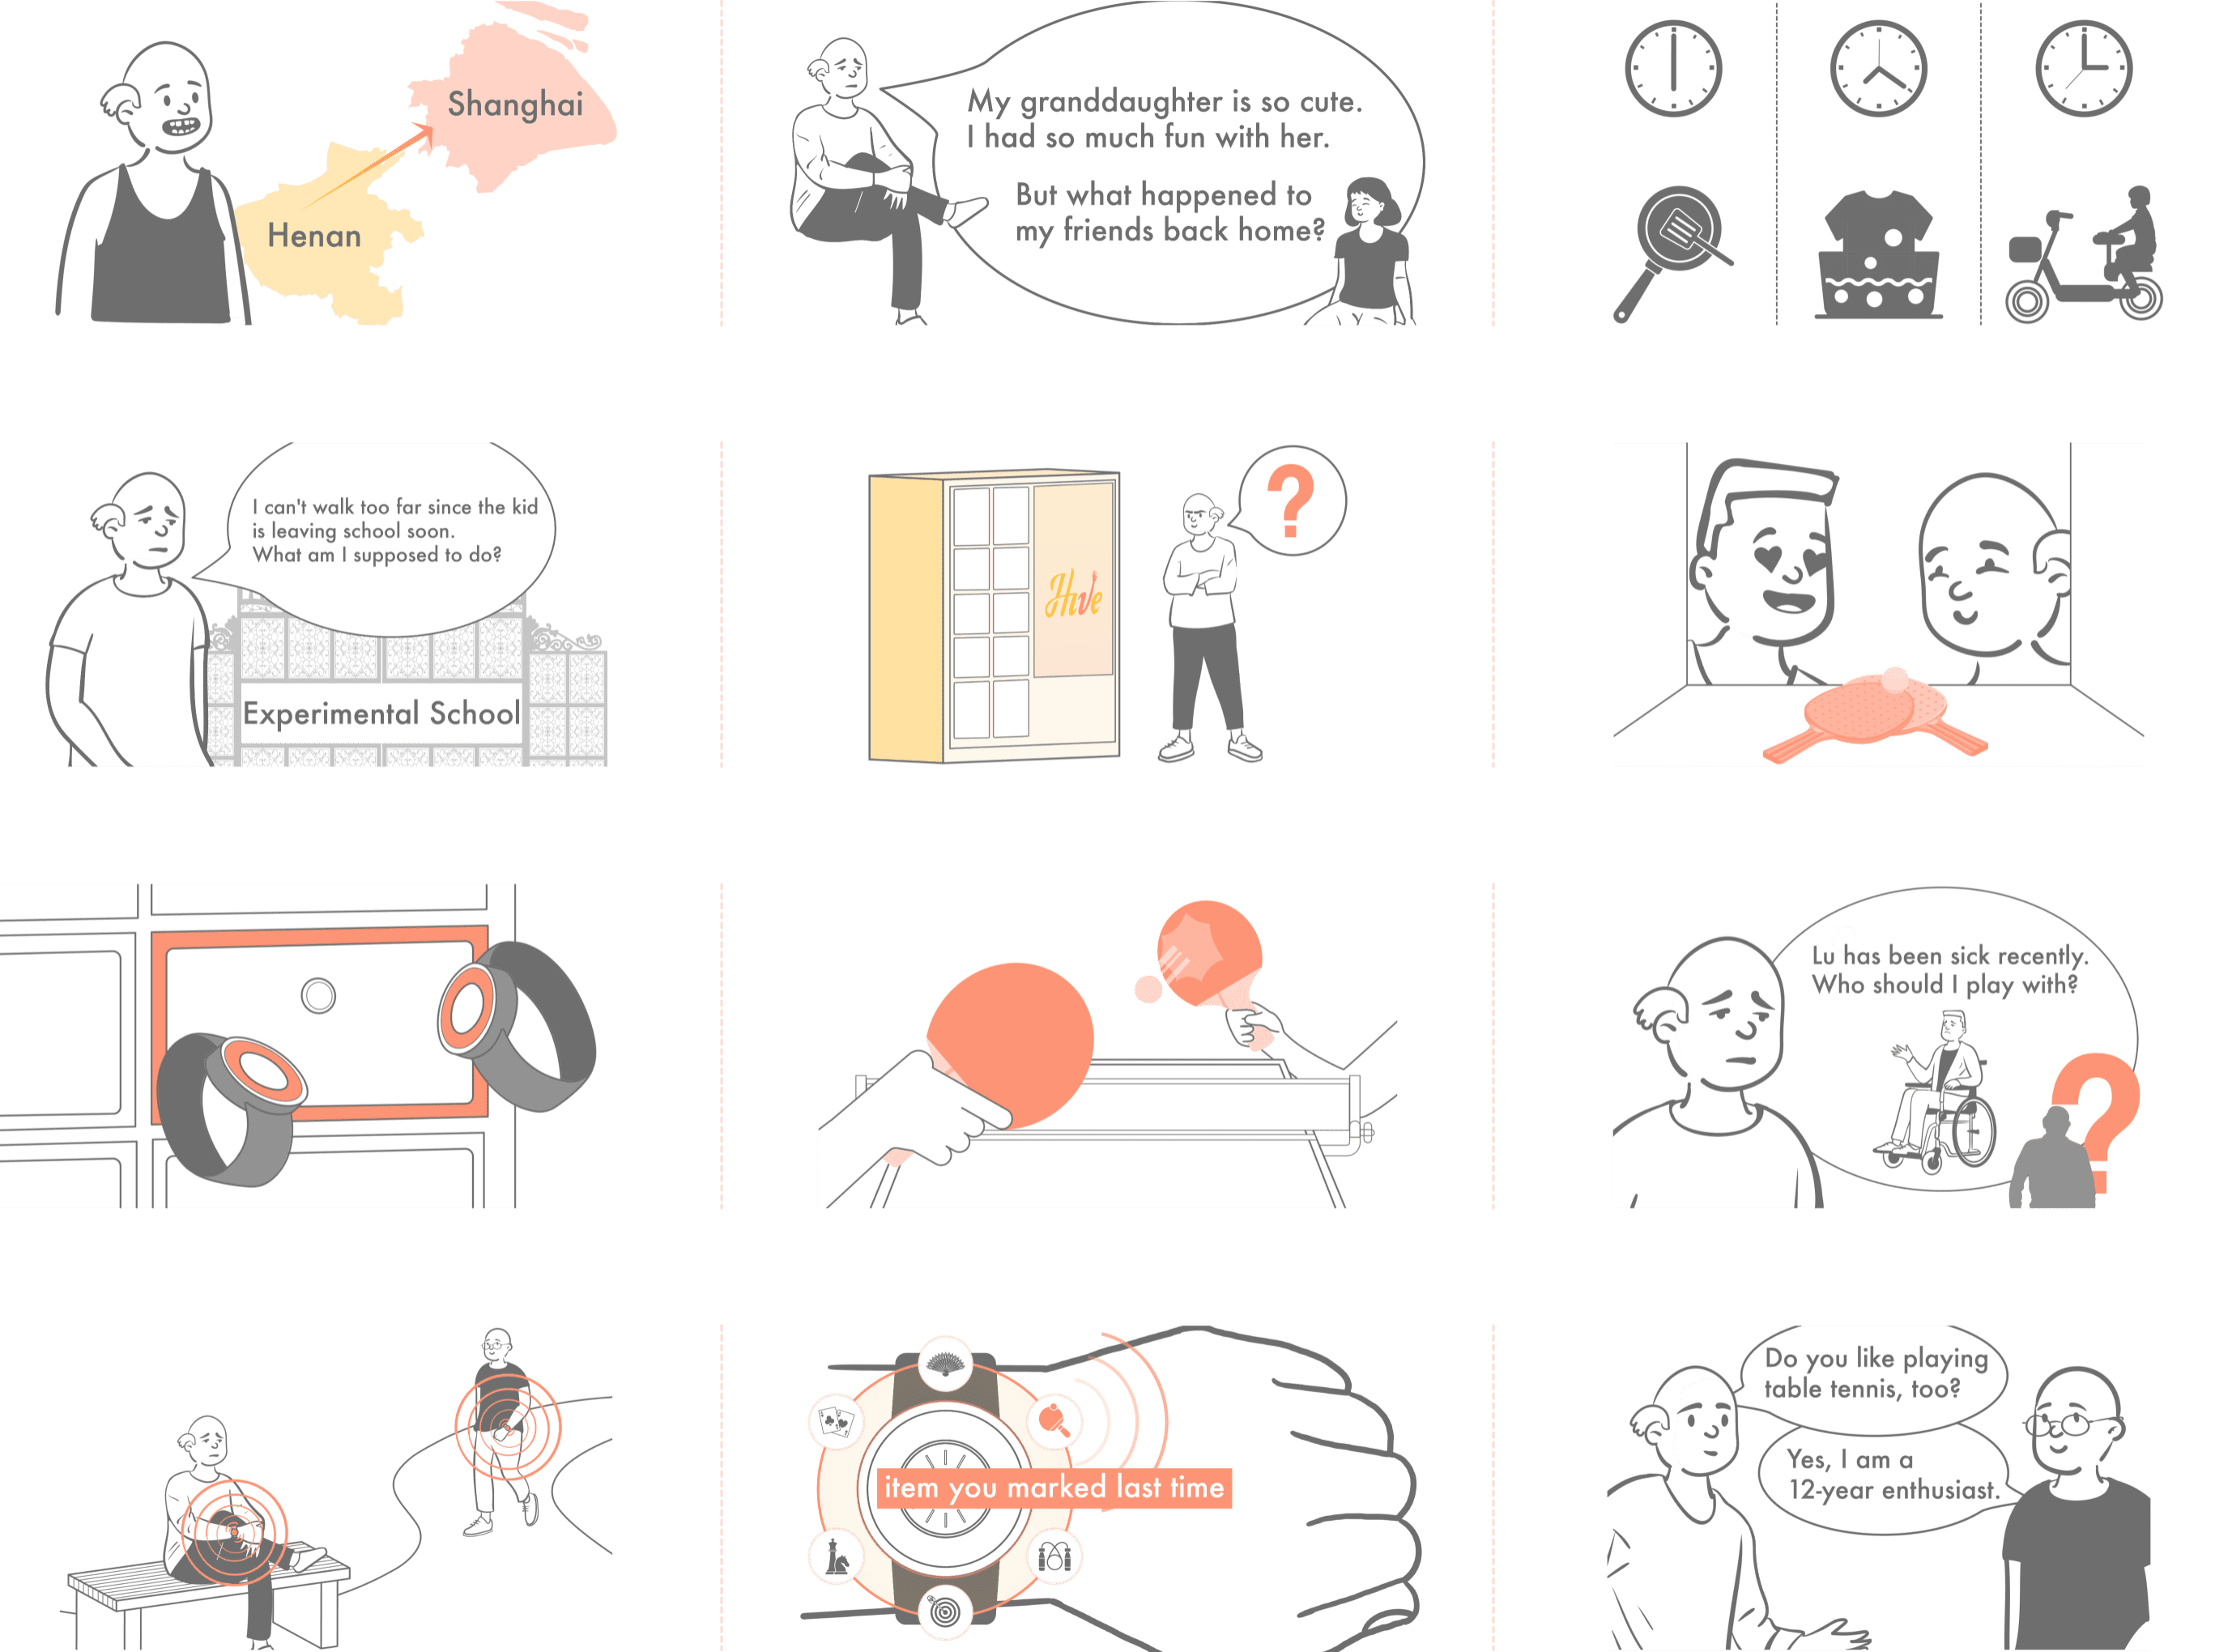 Shanghai
Henan
My granddaughter is so cute.
I had so much fun with her.
But what happened to
my friends back home?
I can't walk too far since the kid
is leaving school soon.
What am I supposed to do?
Experimental School
Hive
?
Lu has been sick recently.
Who should I play with?
?
item you marked last time
Do you like playing
table tennis, too?
Yes, I am a
12-year enthusiast.